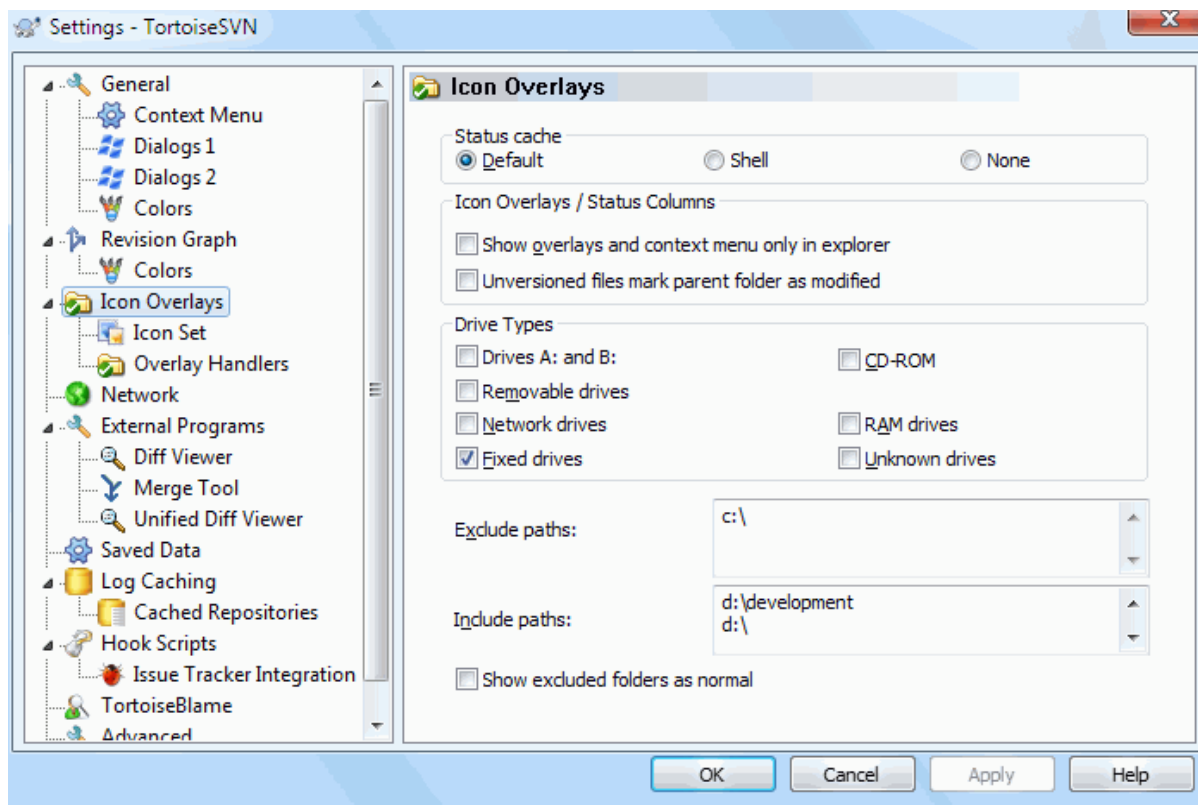 Settings - TortoiseSVN
General
Context Menu
Dialogs 1
Dialogs 2
Colors
Revision Graph
Colors
Icon Overlays
Icon Set
Overlay Handlers
Network
External Programs
Diff Viewer
Merge Tool
Unified Diff Viewer
Saved Data
Log Caching
Cached Repositories
Hook Scripts
Issue Tracker Integration
TortoiseBlame
Advanced
Icon Overlays
Status cache
Default Shell None
Icon Overlays / Status Columns
Show overlays and context menu only in explorer
Unversioned files mark parent folder as modified
Drive Types
Drives A: and B: CD-ROM
Removable drives
Network drives RAM drives
Fixed drives Unknown drives
Exclude paths: c:\
Include paths: d:\development
d:\
Show excluded folders as normal
OK Cancel Apply Help